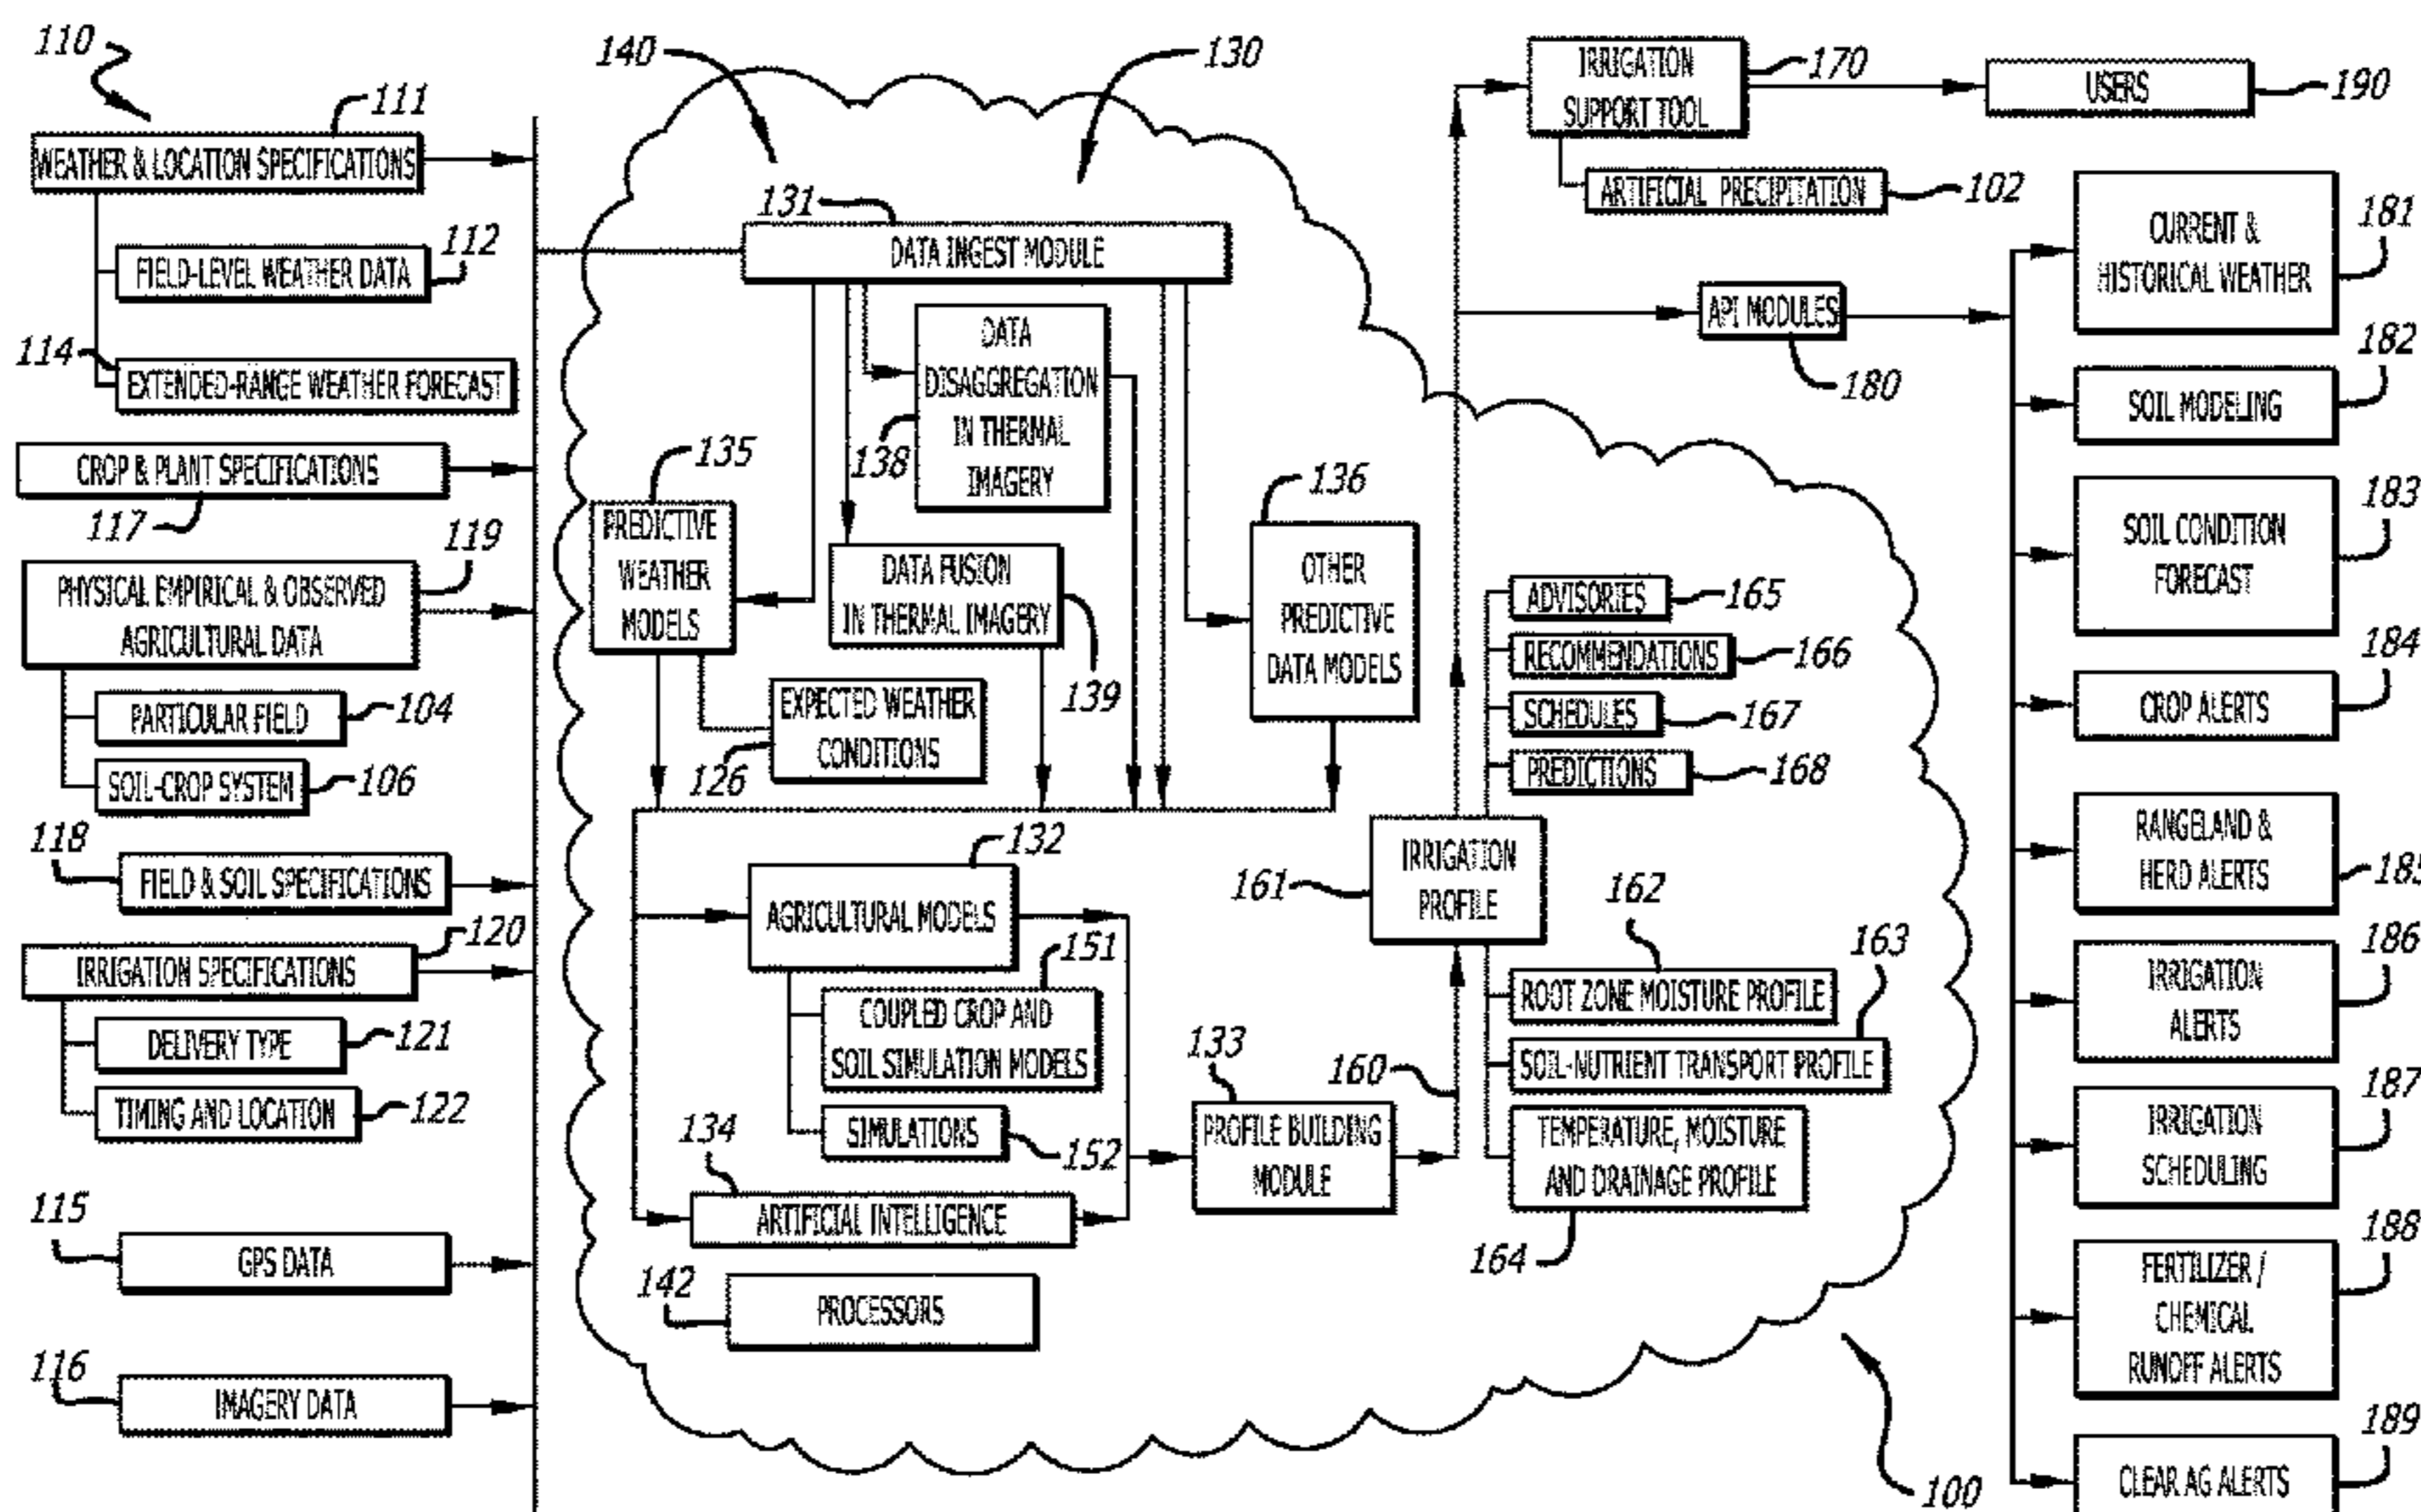 110
111
WEATHER & LOCATION SPECIFICATIONS
112
FIELD-LEVEL WEATHER DATA
114
EXTENDED-RANGE WEATHER FORECAST
CROP & PLANT SPECIFICATIONS
117
119
PHYSICAL EMPIRICAL & OBSERVED
AGRICULTURAL DATA
PARTICULAR FIELD
104
SOIL-CROP SYSTEM
106
118
FIELD & SOIL SPECIFICATIONS
120
IRRIGATION SPECIFICATIONS
DELIVERY TYPE
121
TIMING AND LOCATION
122
115
GPS DATA
116
IMAGERY DATA
140
130
131
DATA INGEST MODULE
DATA
DISAGGREGATION
IN THERMAL
IMAGERY
138
135
PREDICTIVE
WEATHER
MODELS
DATA FUSION
IN THERMAL IMAGERY
139
136
OTHER
PREDICTIVE
DATA MODELS
EXPECTED WEATHER
CONDITIONS
126
132
AGRICULTURAL MODELS
151
COUPLED CROP AND
SOIL SIMULATION MODELS
SIMULATIONS
152
134
ARTIFICIAL INTELLIGENCE
142
PROCESSORS
133
PROFILE BUILDING
MODULE
160
161
IRRIGATION
PROFILE
ADVISORIES
165
RECOMMENDATIONS
166
SCHEDULES
167
PREDICTIONS
168
162
ROOT ZONE MOISTURE PROFILE
163
SOIL-NUTRIENT TRANSPORT PROFILE
TEMPERATURE, MOISTURE
AND DRAINAGE PROFILE
164
100
IRRIGATION
SUPPORT TOOL
170
ARTIFICIAL PRECIPITATION
102
USERS
190
API MODULES
180
CURRENT &
HISTORICAL WEATHER
181
SOIL MODELING
182
SOIL CONDITION
FORECAST
183
CROP ALERTS
184
RANGELAND &
HERD ALERTS
185
IRRIGATION
ALERTS
186
IRRIGATION
SCHEDULING
187
FERTILIZER /
CHEMICAL
RUNOFF ALERTS
188
CLEAR AG ALERTS
189